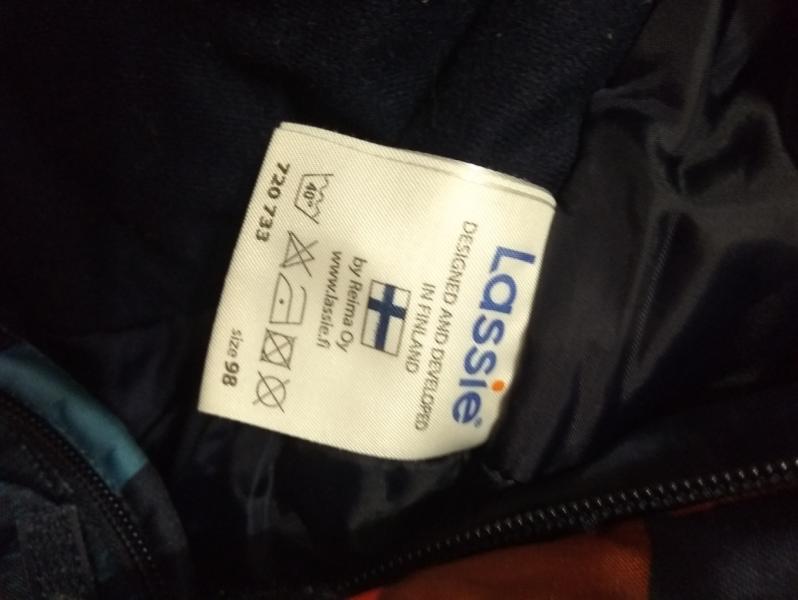 Lassie®
DESIGNED AND DEVELOPED
IN FINLAND
by Reima Oy
www.lassie.fi
40°
720 733
size 98